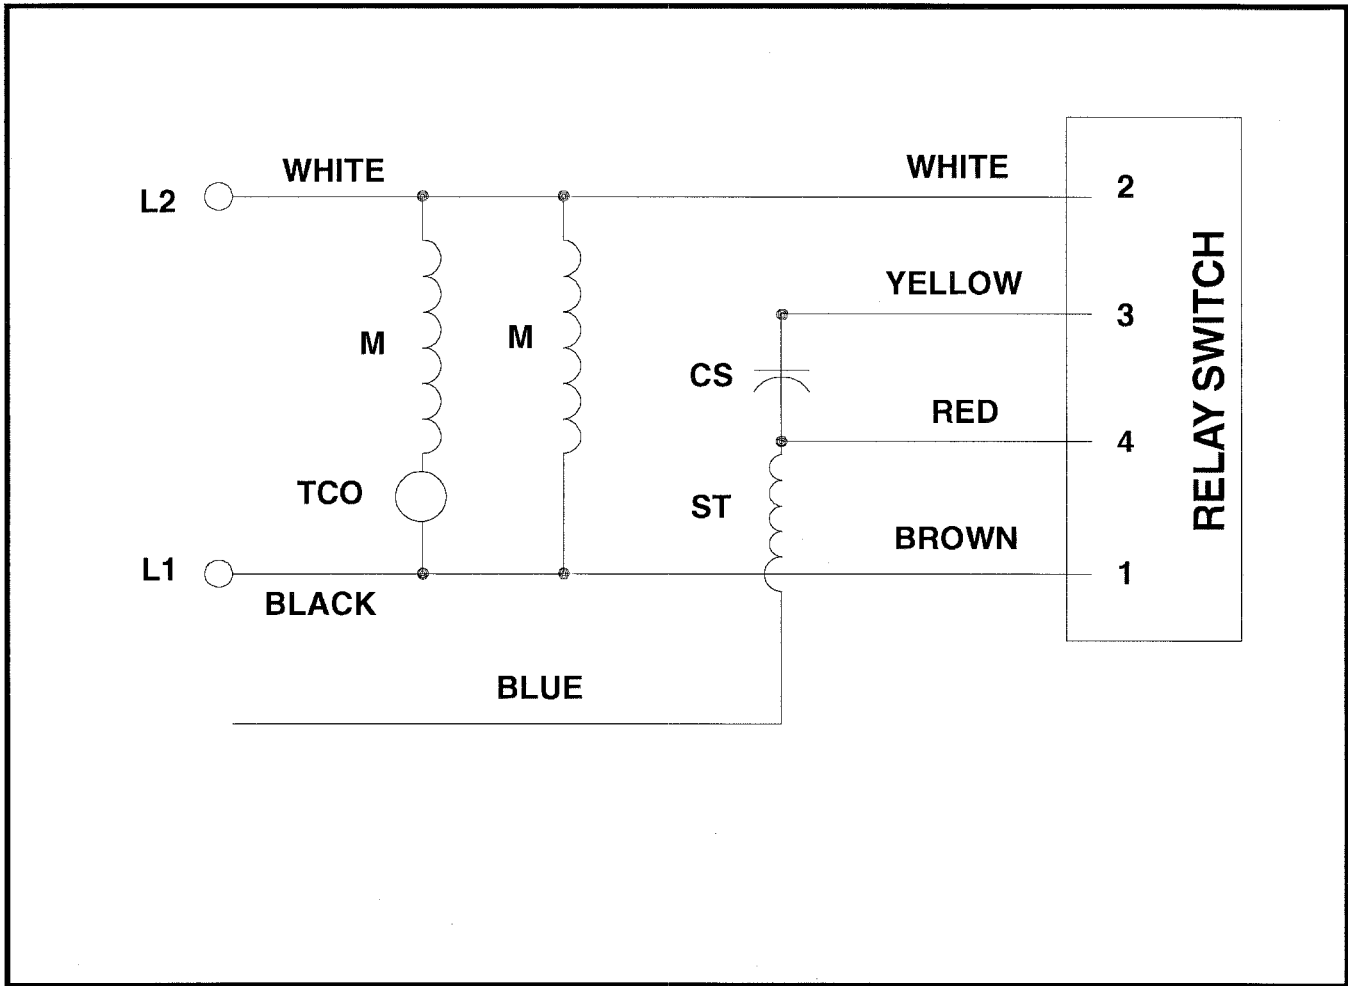 WHITE
WHITE
L2
2
YELLOW
3
M
M
CS
RED
4
RELAY SWITCH
TCO
ST
BROWN
L1
1
BLACK
BLUE